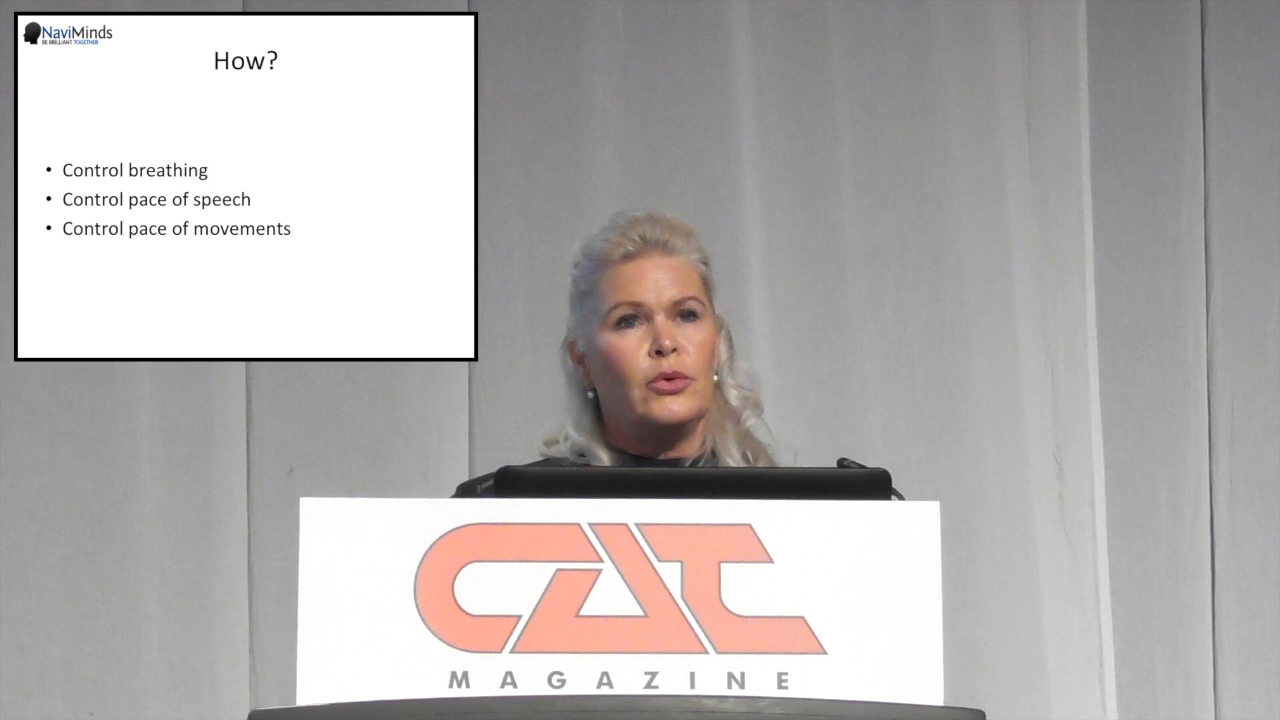 NaviMinds
BE BRILLIANT TOGETHER
How?
• Control breathing
• Control pace of speech
• Control pace of movements
CAT
MAGAZINE